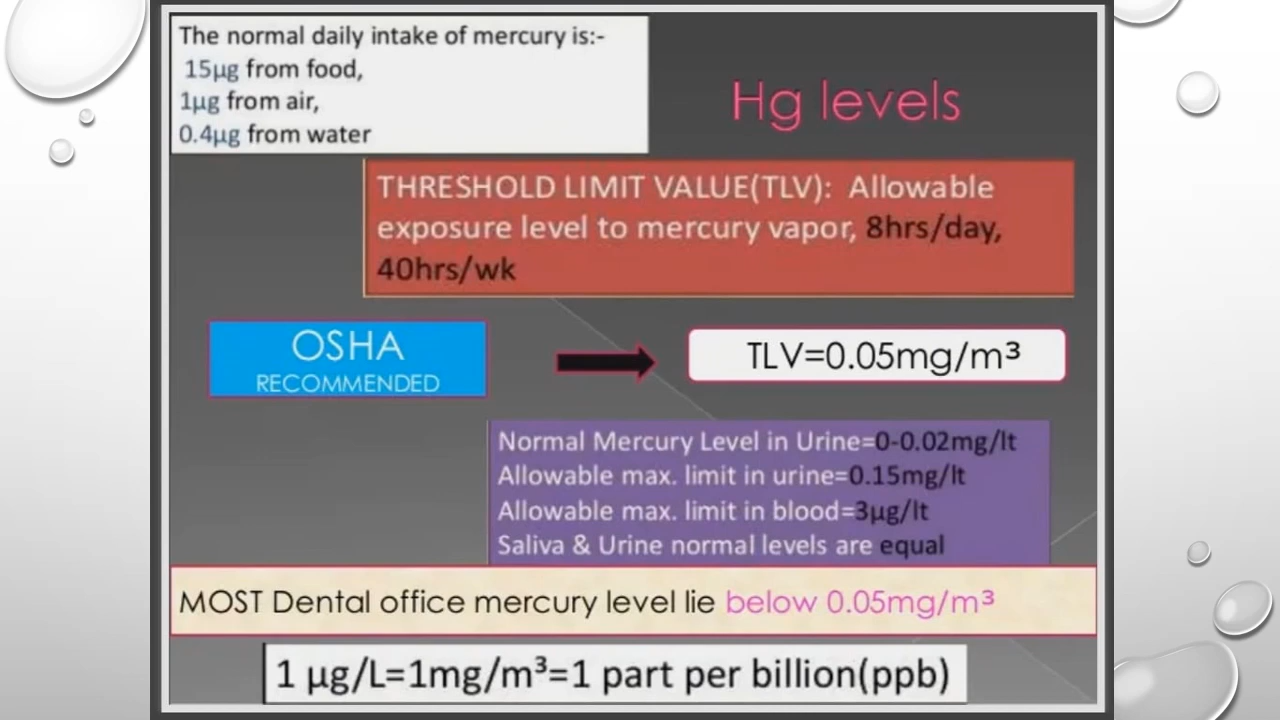 The normal daily intake of mercury is:-
15µg from food,
1µg from air,
0.4µg from water
Hg levels
THRESHOLD LIMIT VALUE(TLV): Allowable
exposure level to mercury vapor, 8hrs/day,
40hrs/wk
OSHA
RECOMMENDED
TLV=0.05mg/m³
Normal Mercury Level in Urine=0-0.02mg/lt
Allowable max. limit in urine=0.15mg/lt
Allowable max. limit in blood=3µg/lt
Saliva & Urine normal levels are equal
MOST Dental office mercury level lie below 0.05mg/m³
1 µg/L=1mg/m³=1 part per billion(ppb)